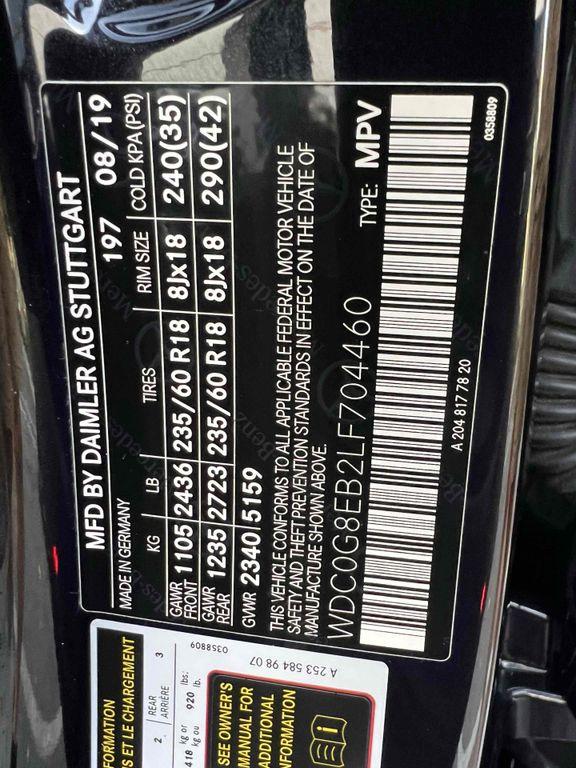 MFD BY DAIMLER AG STUTTGART
MADE IN GERMANY 197 08/19
KG LB TIRES RIM SIZE COLD KPA (PSI)
GAWR FRONT 1105 2436 235/60 R18 8Jx18 240(35)
GAWR REAR 1235 2723 235/60 R18 8Jx18 290(42)
GVWR 2340 5159
THIS VEHICLE CONFORMS TO ALL APPLICABLE FEDERAL MOTOR VEHICLE
SAFETY AND THEFT PREVENTION STANDARDS IN EFFECT ON THE DATE OF
MANUFACTURE SHOWN ABOVE.
WDC0G8EB2LF704460 TYPE: MPV
A 204 817 78 20 0358809
INFORMATION
S ET LE CHARGEMENT
2 REAR ARRIÈRE 3
418 kg or kg ou 920 lbs. lb.
0358809
SEE OWNER'S
MANUAL FOR
ADDITIONAL
INFORMATION
A 253 584 98 07